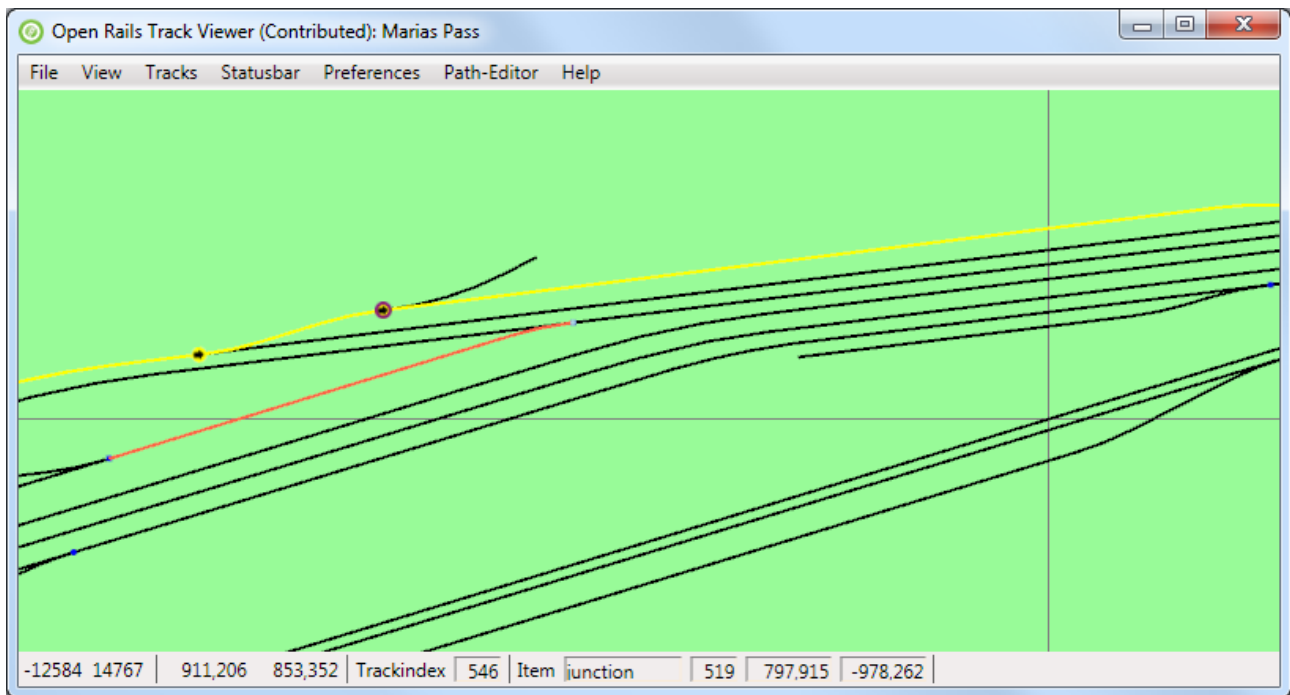 Open Rails Track Viewer (Contributed): Marias Pass
File View Tracks Statusbar Preferences Path-Editor Help
-12584 14767 911,206 853,352 Trackindex 546 Item junction 519 797,915 -978,262